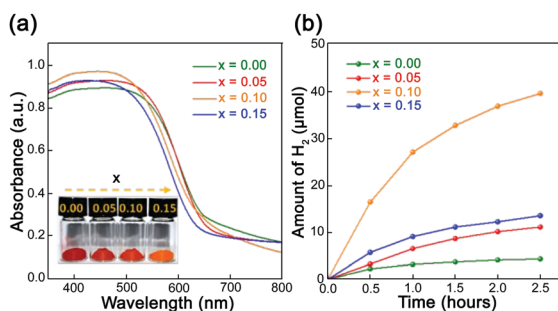 (a)
Absorbance (a.u.)
1.0
0.8
0.6
0.4
0.2
0.0
x = 0.00
x = 0.05
x = 0.10
x = 0.15
x
0.00 0.05 0.10 0.15
400 500 600 700 800
Wavelength (nm)
(b)
Amount of H₂ (μmol)
50
40
30
20
10
0
x = 0.00
x = 0.05
x = 0.10
x = 0.15
0.0 0.5 1.0 1.5 2.0 2.5
Time (hours)